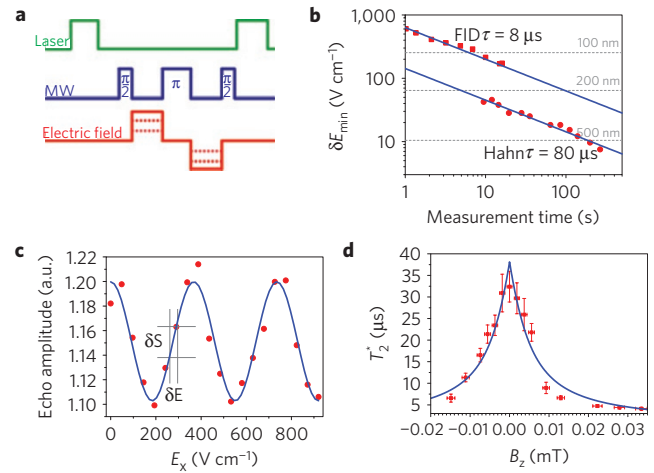 a
Laser
MW
π/2
π
π/2
Electric field
b
δE_min (V cm⁻¹)
1,000
100
10
FID τ = 8 µs
100 nm
200 nm
500 nm
Hahn τ = 80 µs
1 10 100
Measurement time (s)
c
Echo amplitude (a.u.)
1.22
1.20
1.18
1.16
1.14
1.12
1.10
δS
δE
0 200 400 600 800
E_x (V cm⁻¹)
d
T₂* (µs)
40
35
30
25
20
15
10
5
−0.02 −0.01 0.00 0.01 0.02 0.03
B_z (mT)